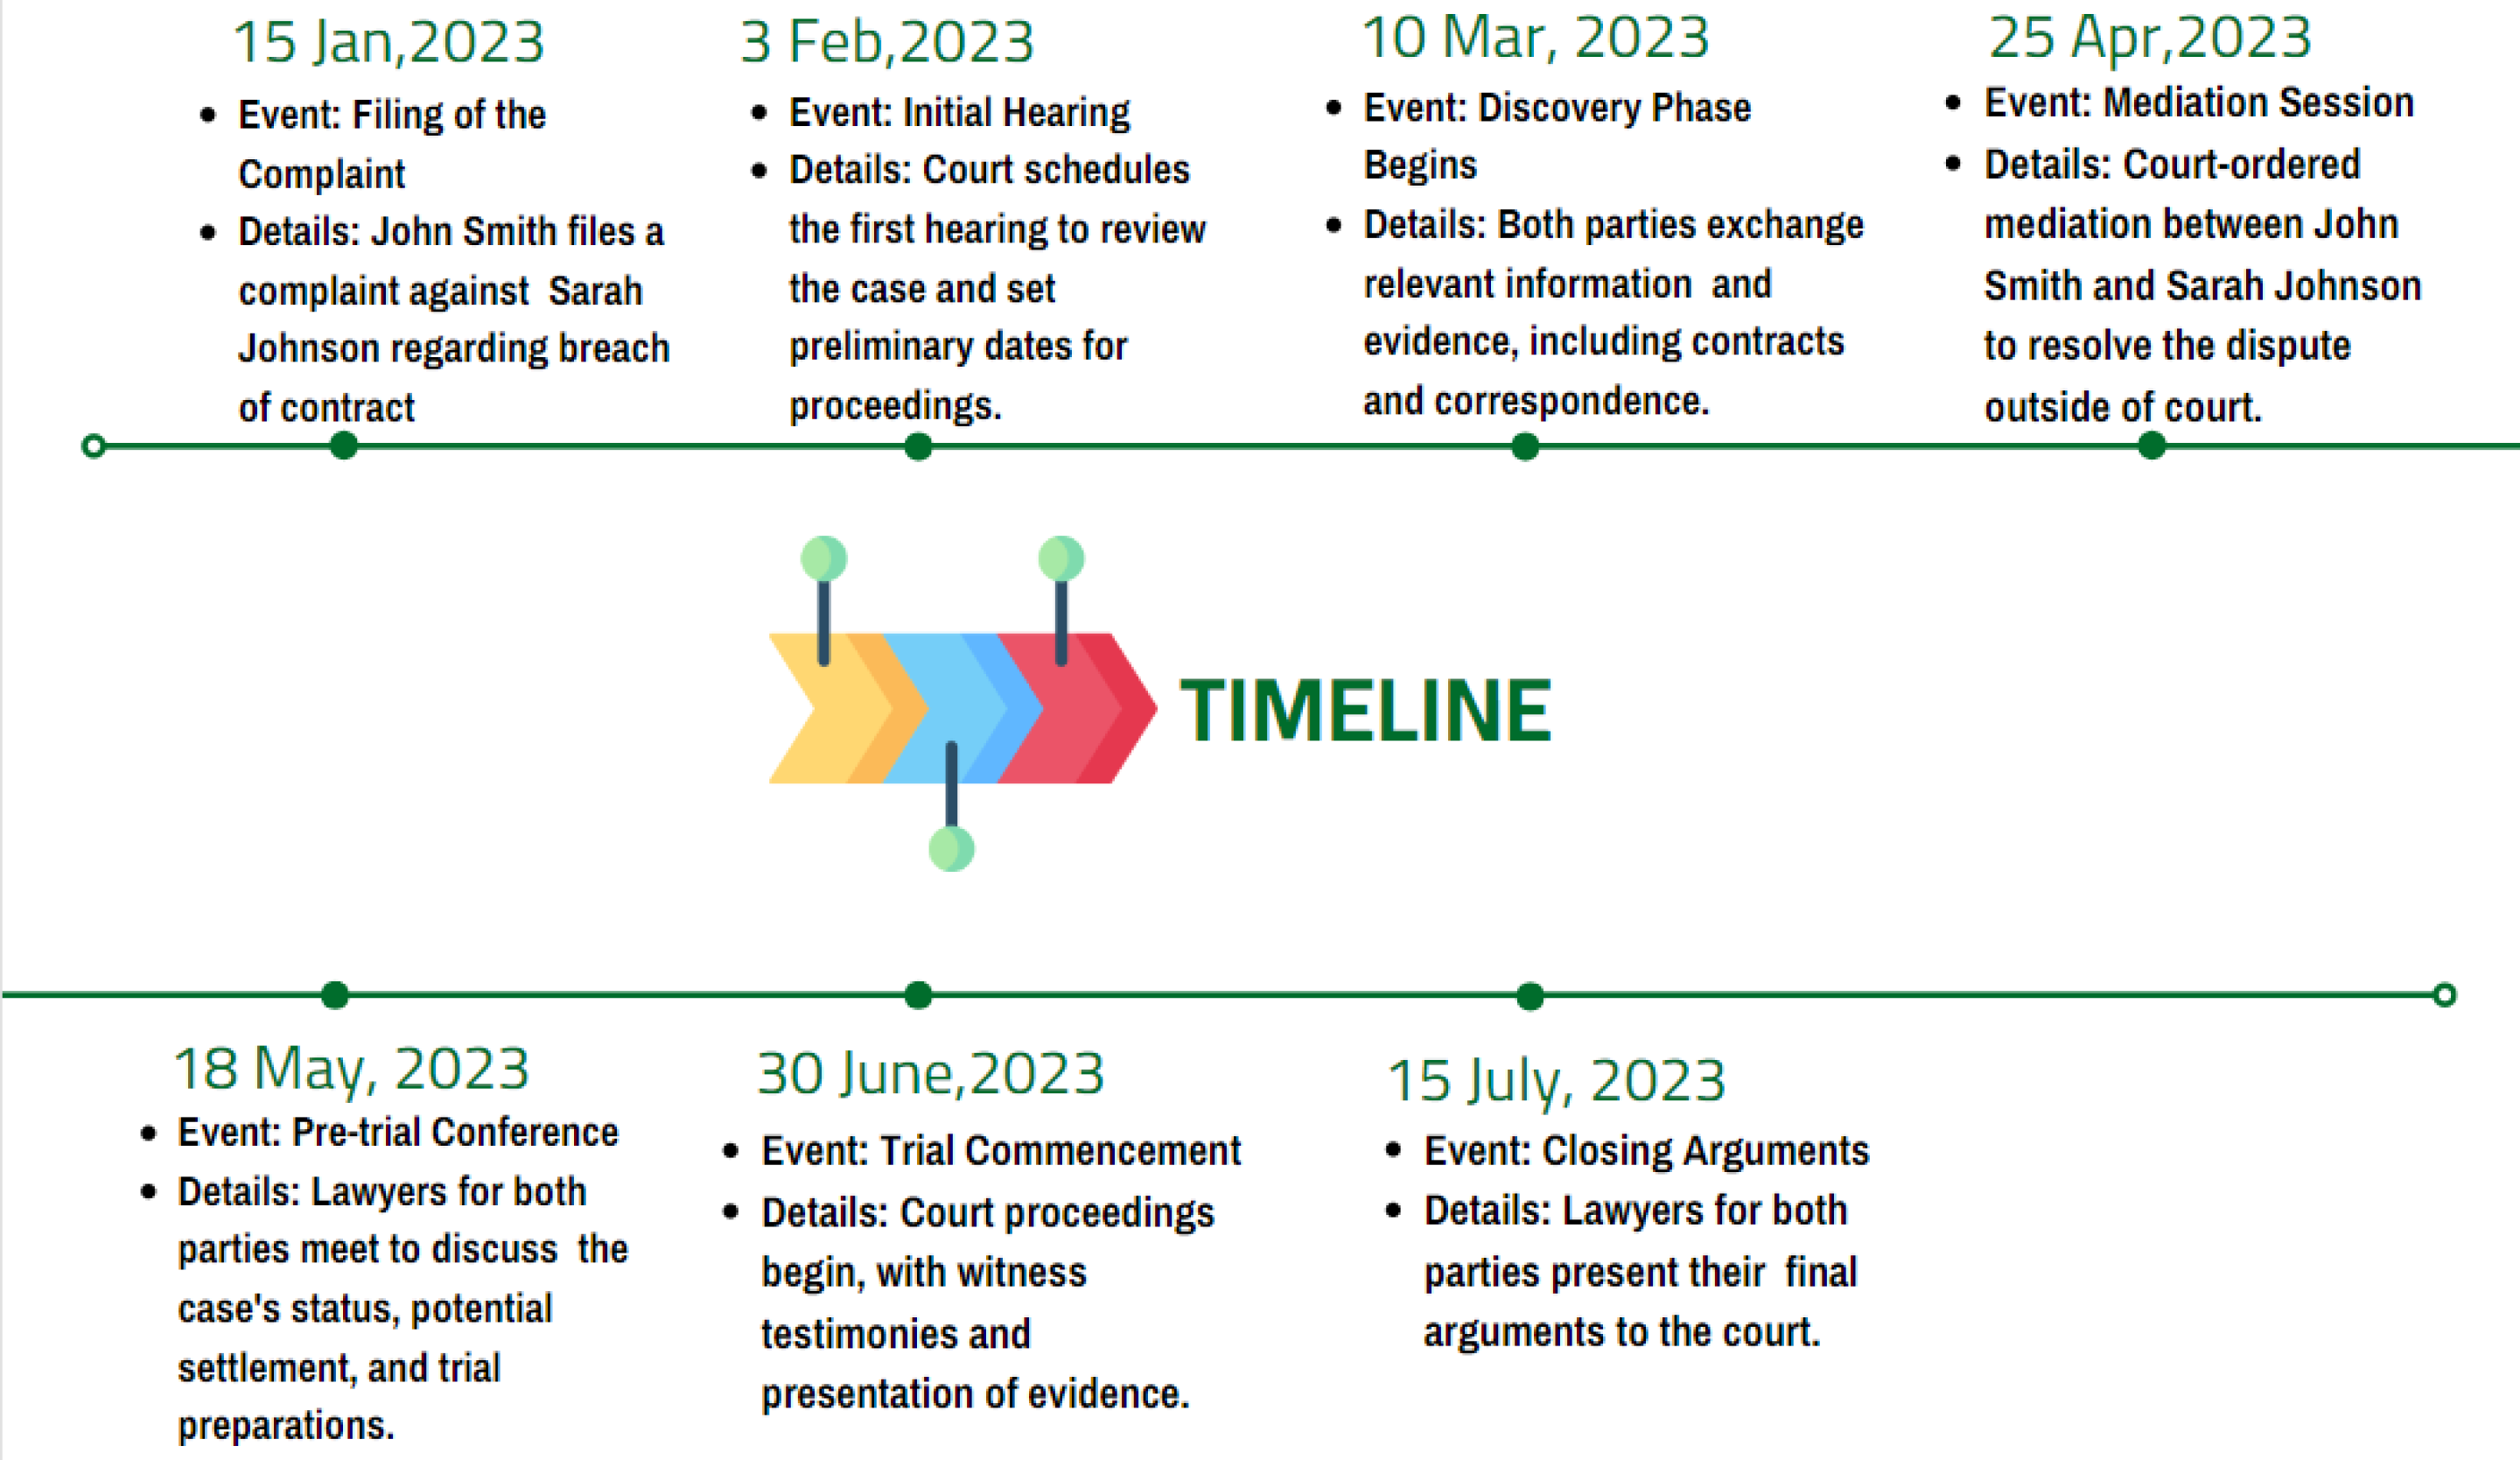 15 Jan,2023
• Event: Filing of the
Complaint
• Details: John Smith files a
complaint against  Sarah
Johnson regarding breach
of contract
3 Feb,2023
• Event: Initial Hearing
• Details: Court schedules
the first hearing to review
the case and set
preliminary dates for
proceedings.
10 Mar, 2023
• Event: Discovery Phase
Begins
• Details: Both parties exchange
relevant information  and
evidence, including contracts
and correspondence.
25 Apr,2023
• Event: Mediation Session
• Details: Court-ordered
mediation between John
Smith and Sarah Johnson
to resolve the dispute
outside of court.
TIMELINE
18 May, 2023
• Event: Pre-trial Conference
• Details: Lawyers for both
parties meet to discuss  the
case's status, potential
settlement, and trial
preparations.
30 June,2023
• Event: Trial Commencement
• Details: Court proceedings
begin, with witness
testimonies and
presentation of evidence.
15 July, 2023
• Event: Closing Arguments
• Details: Lawyers for both
parties present their  final
arguments to the court.